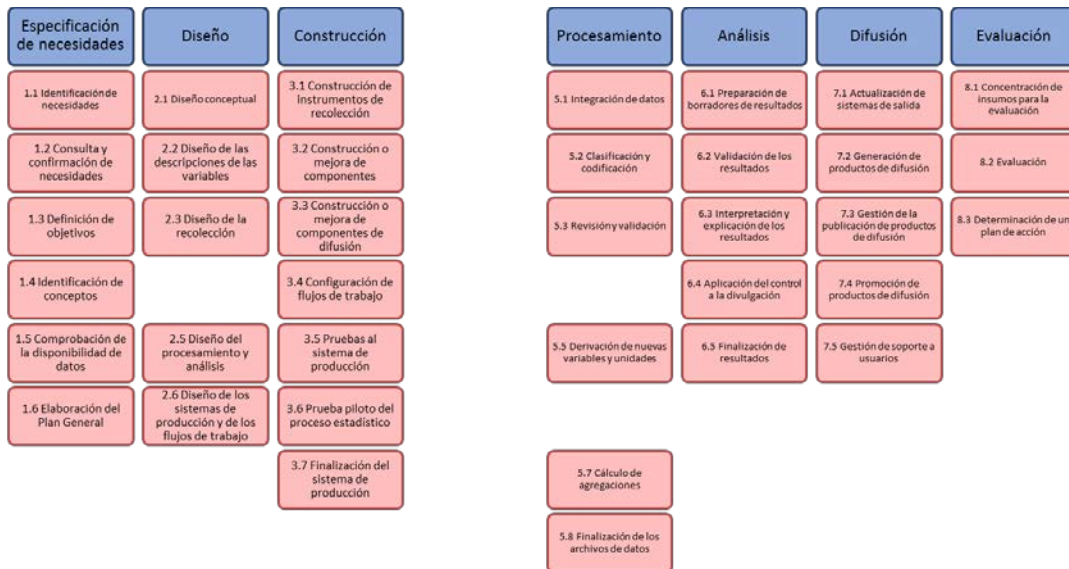 Especificación
de necesidades
Diseño
Construcción
Procesamiento
Análisis
Difusión
Evaluación
1.1 Identificación de
necesidades
2.1 Diseño conceptual
3.1 Construcción de
instrumentos de
recolección
5.1 Integración de datos
6.1 Preparación de
borradores de resultados
7.1 Actualización de
sistemas de salida
8.1 Concentración de
insumos para la
evaluación
1.2 Consulta y
confirmación de
necesidades
2.2 Diseño de las
descripciones de las
variables
3.2 Construcción o
mejora de
componentes
5.2 Clasificación y
codificación
6.2 Validación de los
resultados
7.2 Generación de
productos de difusión
8.2 Evaluación
1.3 Definición de
objetivos
2.3 Diseño de la
recolección
3.3 Construcción o
mejora de
componentes de
difusión
5.3 Revisión y validación
6.3 Interpretación y
explicación de los
resultados
7.3 Gestión de la
publicación de productos
de difusión
8.3 Determinación de un
plan de acción
1.4 Identificación de
conceptos
3.4 Configuración de
flujos de trabajo
6.4 Aplicación del control
a la divulgación
7.4 Promoción de
productos de difusión
1.5 Comprobación de
la disponibilidad de
datos
2.5 Diseño del
procesamiento y
análisis
3.5 Pruebas al
sistema de
producción
5.5 Derivación de nuevas
variables y unidades
6.5 Finalización de
resultados
7.5 Gestión de soporte a
usuarios
1.6 Elaboración del
Plan General
2.6 Diseño de los
sistemas de
producción y de los
flujos de trabajo
3.6 Prueba piloto del
proceso estadístico
3.7 Finalización del
sistema de
producción
5.7 Cálculo de
agregaciones
5.8 Finalización de los
archivos de datos